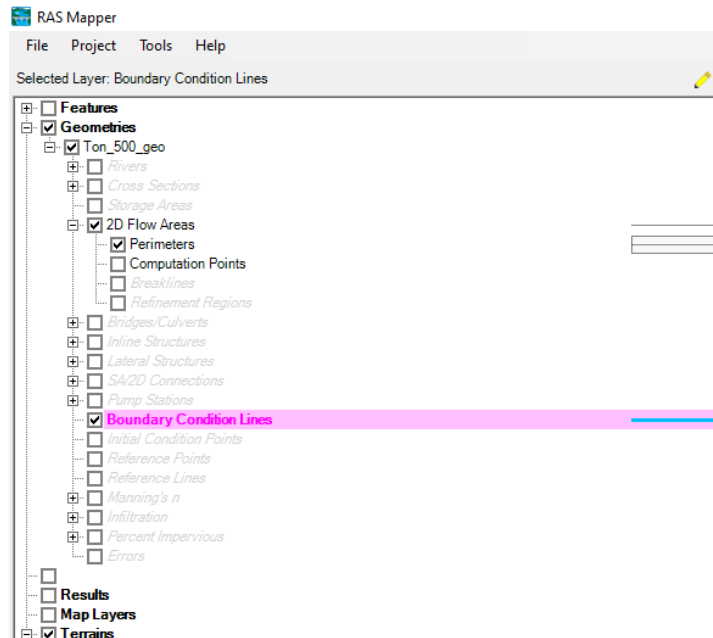 RAS Mapper
File Project Tools Help
Selected Layer: Boundary Condition Lines
Features
Geometries
Ton_500_geo
Rivers
Cross Sections
Storage Areas
2D Flow Areas
Perimeters
Computation Points
Breaklines
Refinement Regions
Bridges/Culverts
Inline Structures
Lateral Structures
SA/2D Connections
Pump Stations
Boundary Condition Lines
Initial Condition Points
Reference Points
Reference Lines
Manning's n
Infiltration
Percent Impervious
Errors
Results
Map Layers
Terrains